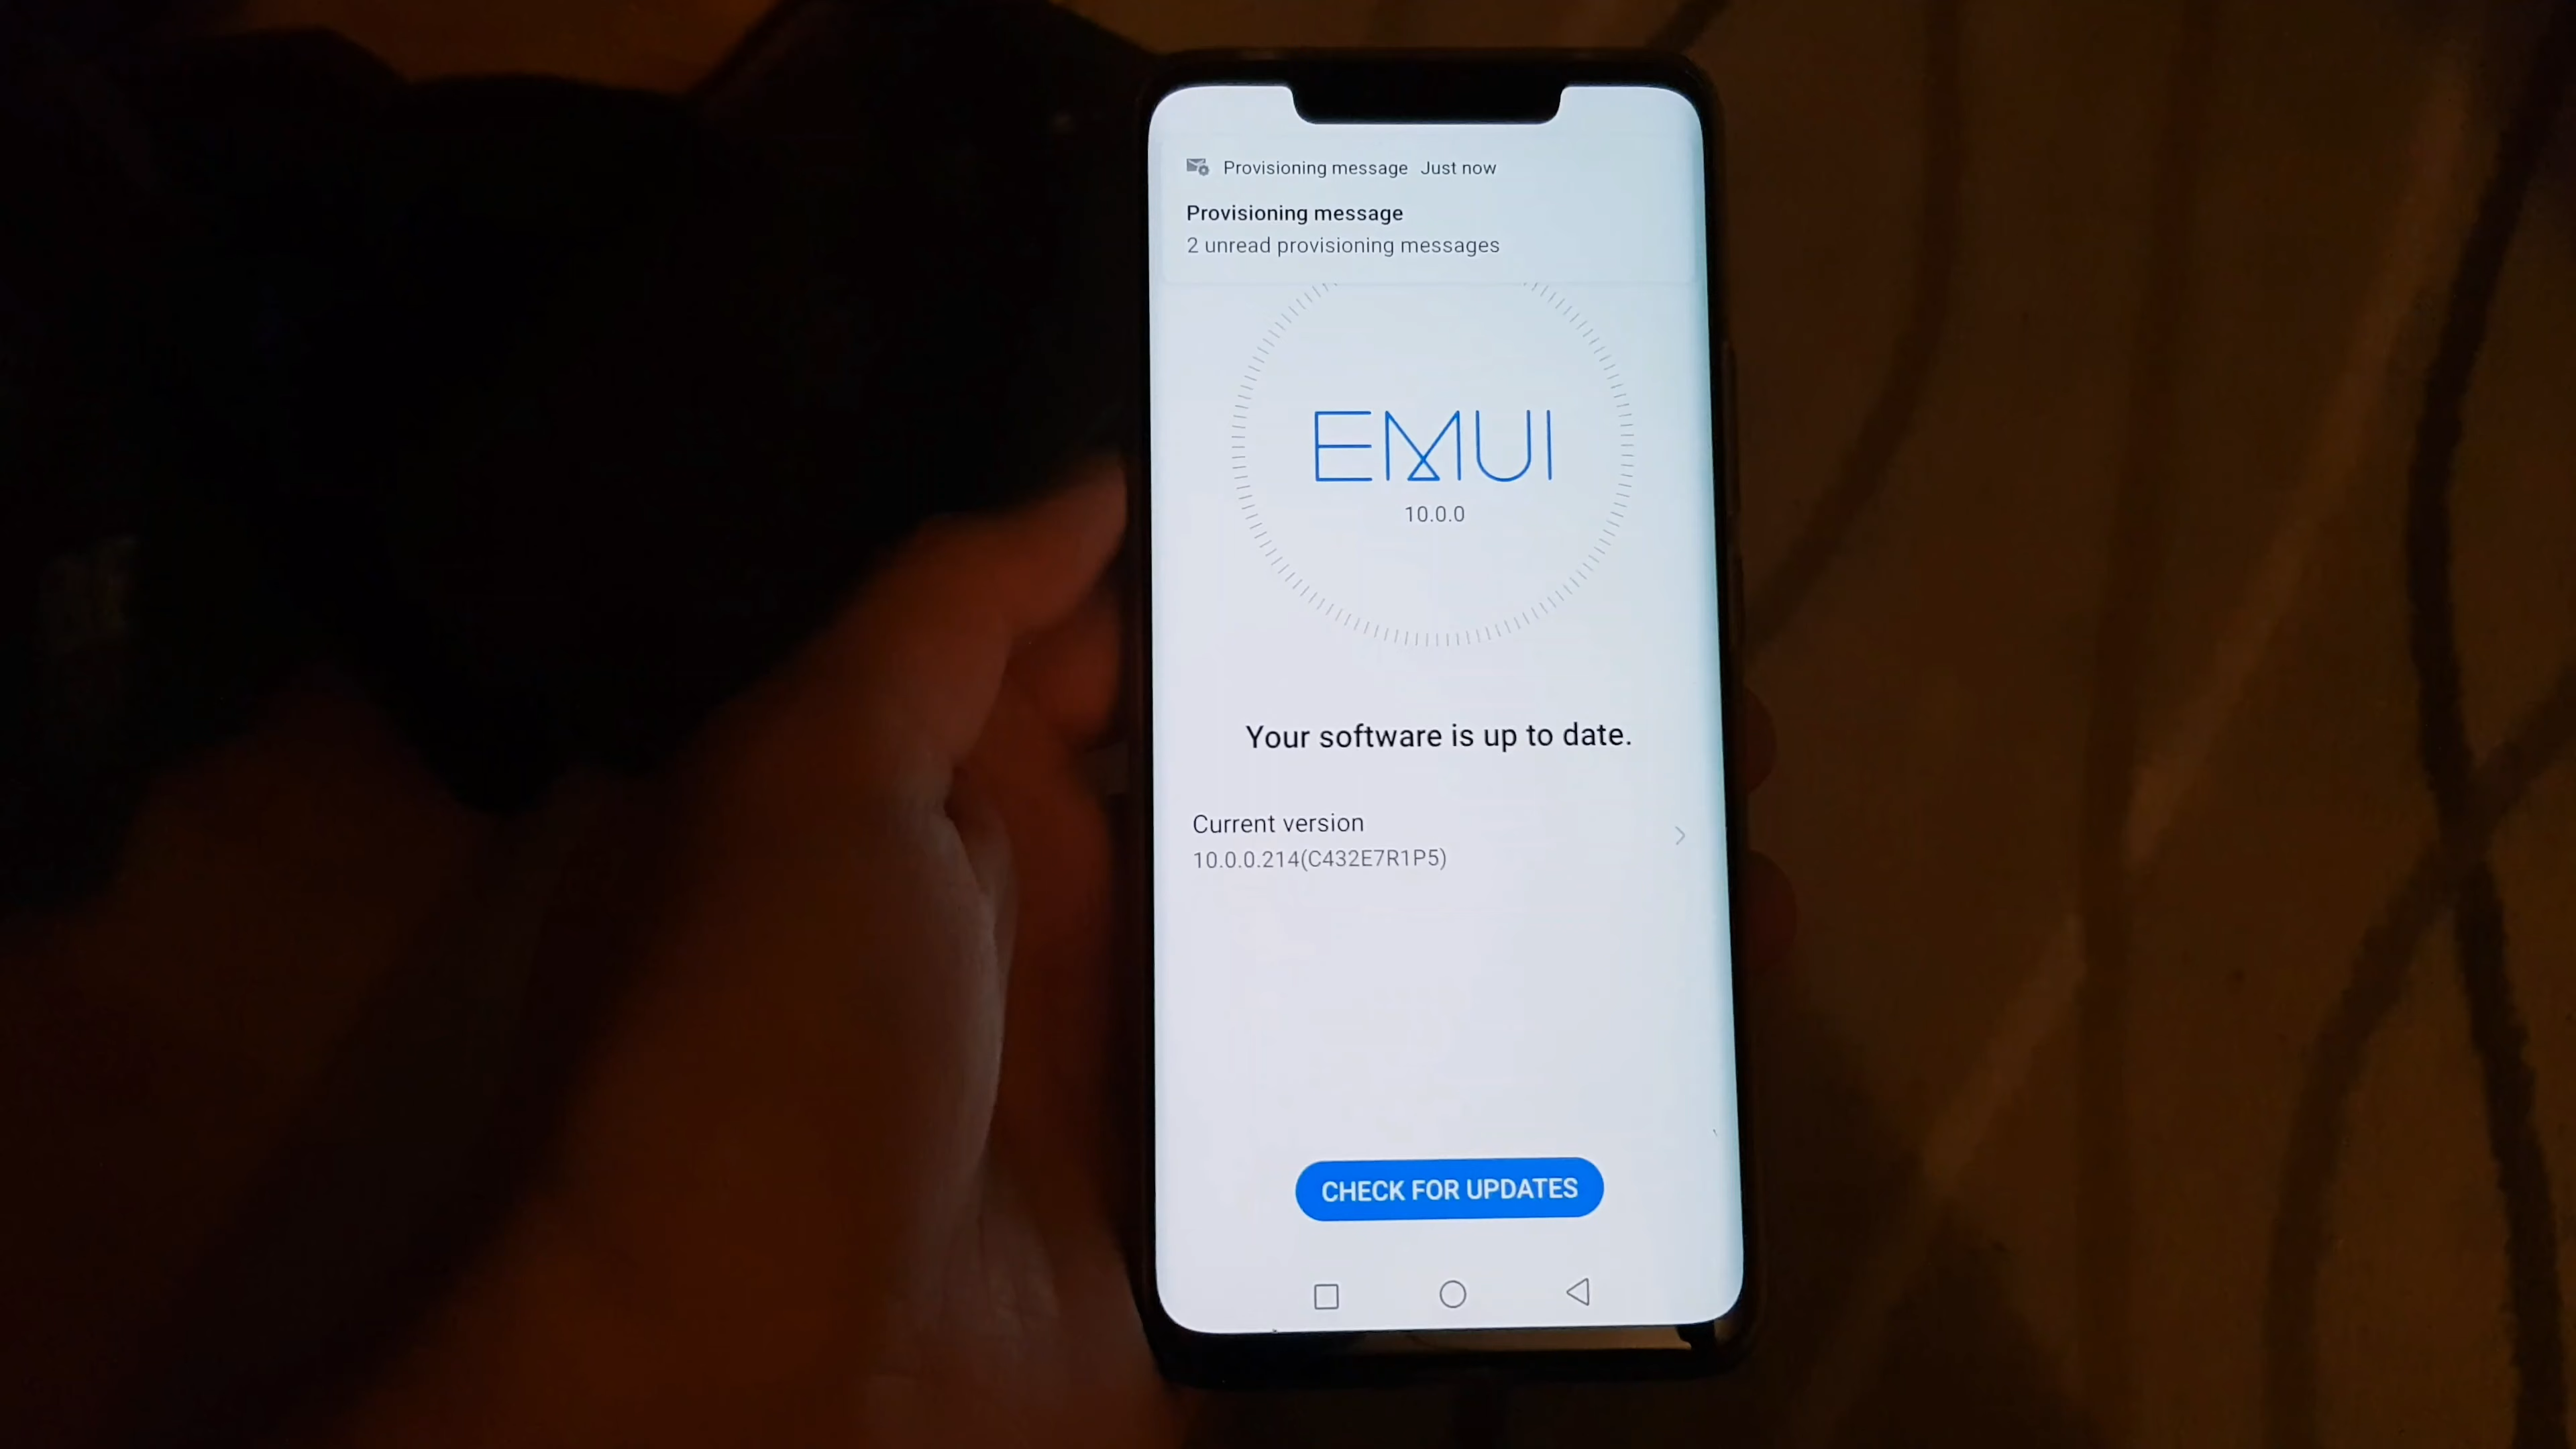 Provisioning message Just now
Provisioning message
2 unread provisioning messages
EMUI
10.0.0
Your software is up to date.
Current version
10.0.0.214(C432E7R1P5)
CHECK FOR UPDATES